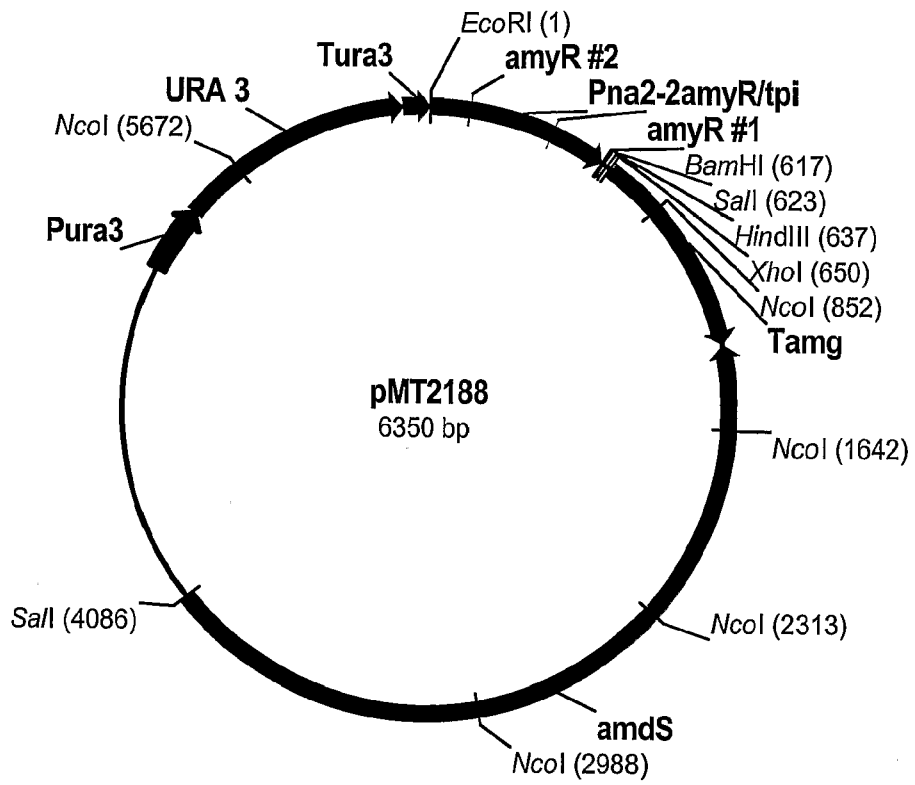 EcoRI (1)
Tura3
amyR #2
URA 3
Pna2-2amyR/tpi
NcoI (5672)
amyR #1
BamHI (617)
SalI (623)
Pura3
HindIII (637)
XhoI (650)
NcoI (852)
Tamg
pMT2188
6350 bp
NcoI (1642)
SalI (4086)
NcoI (2313)
amdS
NcoI (2988)